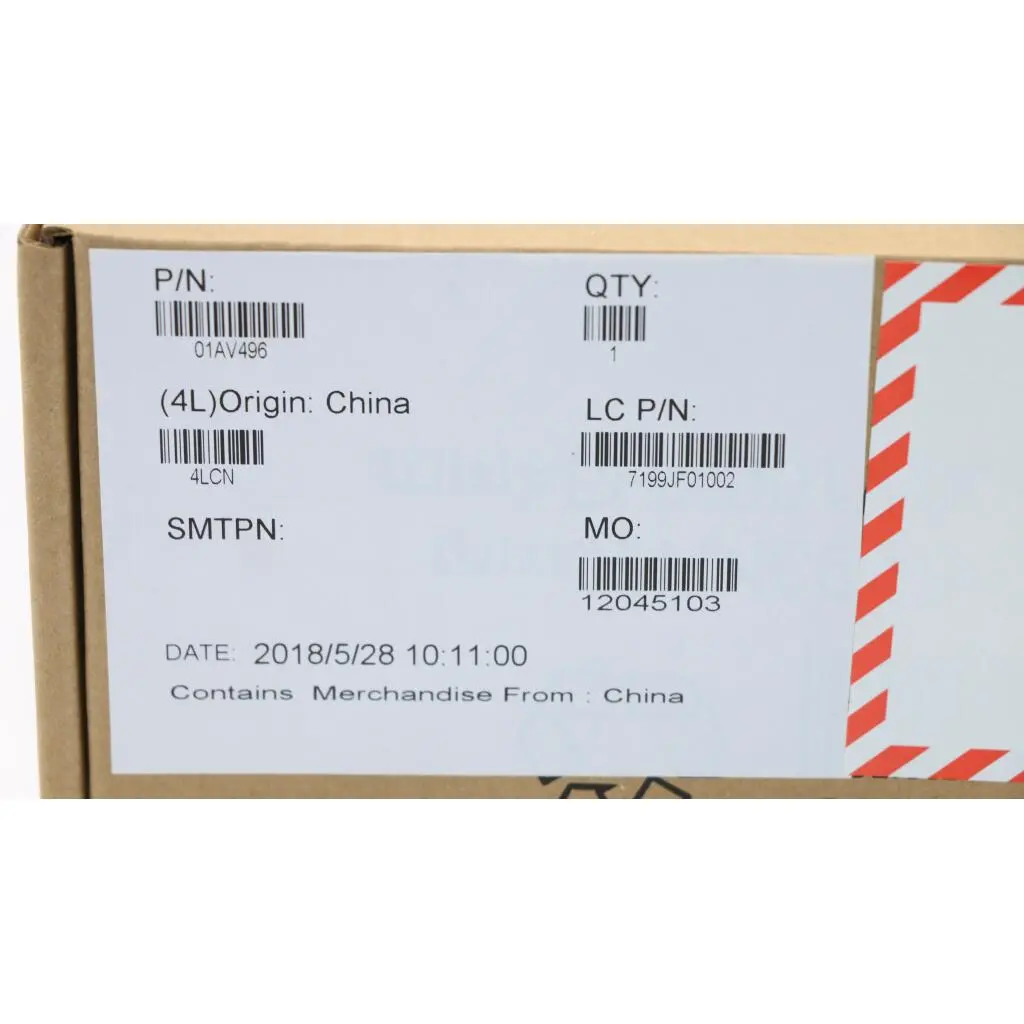 P/N:
01AV496
QTY:
1
(4L)Origin: China
4LCN
LC P/N:
7199JF01002
SMTPN:
MO:
12045103
DATE: 2018/5/28 10:11:00
Contains Merchandise From : China